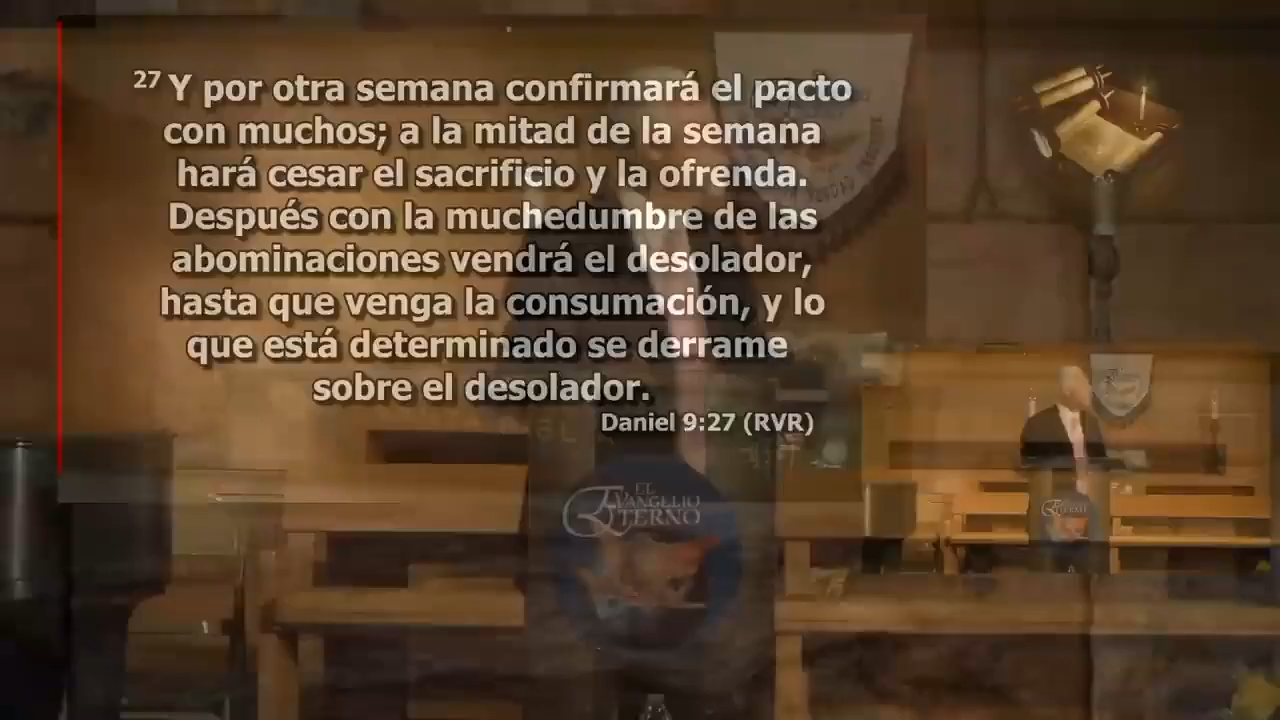 27 Y por otra semana confirmará el pacto
con muchos; a la mitad de la semana
hará cesar el sacrificio y la ofrenda.
Después con la muchedumbre de las
abominaciones vendrá el desolador,
hasta que venga la consumación, y lo
que está determinado se derrame
sobre el desolador.
Daniel 9:27 (RVR)
EL
EVANGELIO
ETERNO